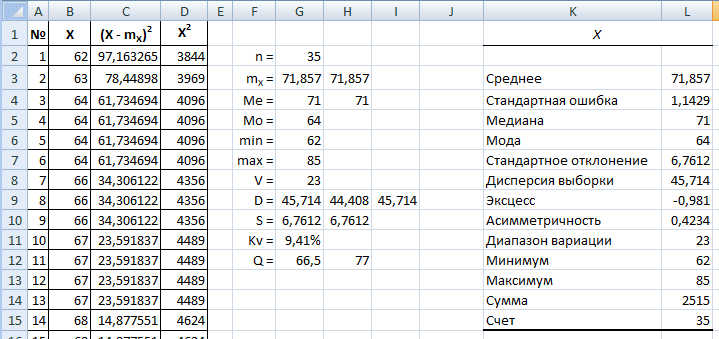 A B C D E F G H I J K L
1 № X (X - mX)² X² X
2 1 62 97,163265 3844 n = 35
3 2 63 78,44898 3969 mX = 71,857 71,857 Среднее 71,857
4 3 64 61,734694 4096 Me = 71 71 Стандартная ошибка 1,1429
5 4 64 61,734694 4096 Mo = 64 Медиана 71
6 5 64 61,734694 4096 min = 62 Мода 64
7 6 64 61,734694 4096 max = 85 Стандартное отклонение 6,7612
8 7 66 34,306122 4356 V = 23 Дисперсия выборки 45,714
9 8 66 34,306122 4356 D = 45,714 44,408 45,714 Эксцесс -0,981
10 9 66 34,306122 4356 S = 6,7612 6,7612 Асимметричность 0,4234
11 10 67 23,591837 4489 Kv = 9,41% Диапазон вариации 23
12 11 67 23,591837 4489 Q = 66,5 77 Минимум 62
13 12 67 23,591837 4489 Максимум 85
14 13 67 23,591837 4489 Сумма 2515
15 14 68 14,877551 4624 Счет 35